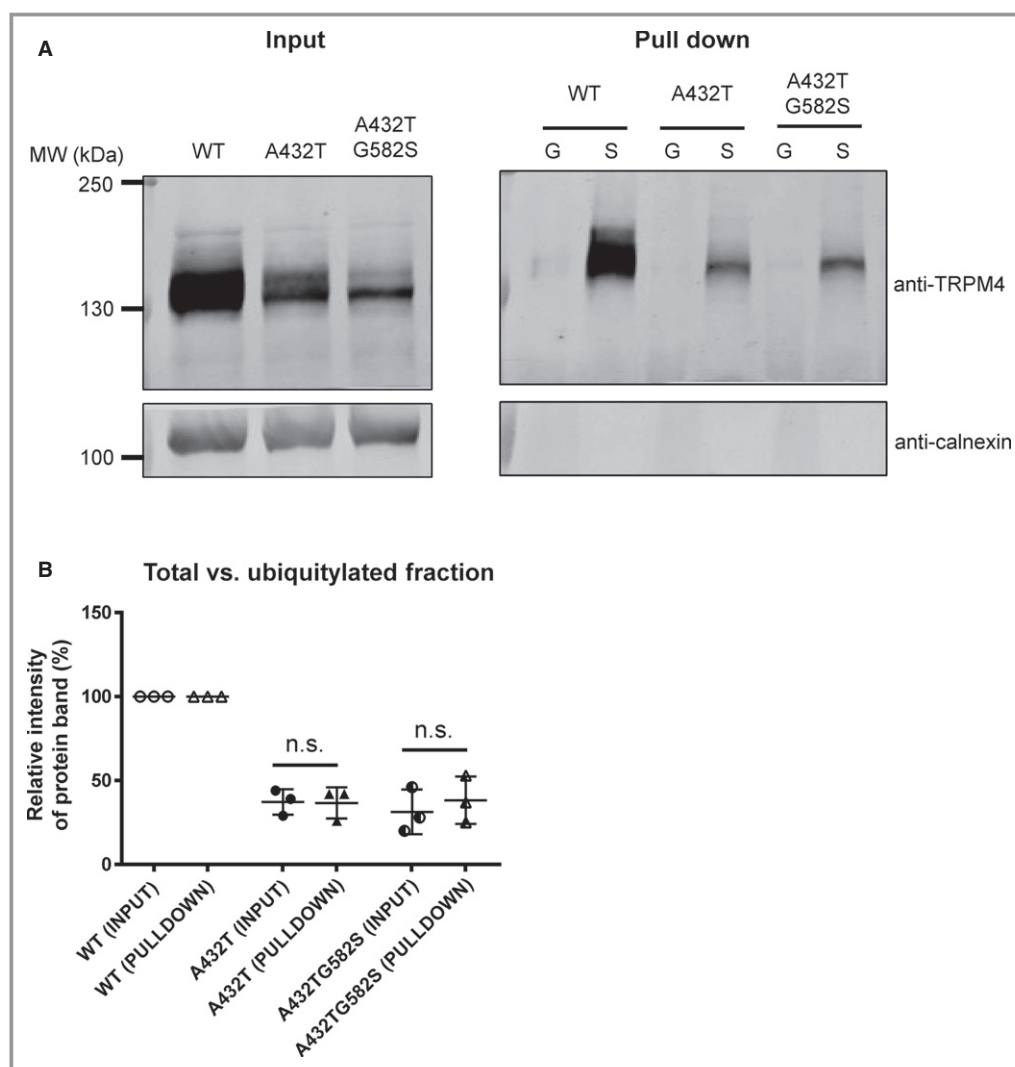 A
Input
Pull down
WT
A432T
A432T
G582S
WT
A432T
A432T
G582S
MW (kDa)
G S G S G S
250
130
anti-TRPM4
100
anti-calnexin
B
Total vs. ubiquitylated fraction
Relative intensity
of protein band (%)
150
100
50
0
n.s.
n.s.
WT (INPUT)
WT (PULLDOWN)
A432T (INPUT)
A432T (PULLDOWN)
A432TG582S (INPUT)
A432TG582S (PULLDOWN)